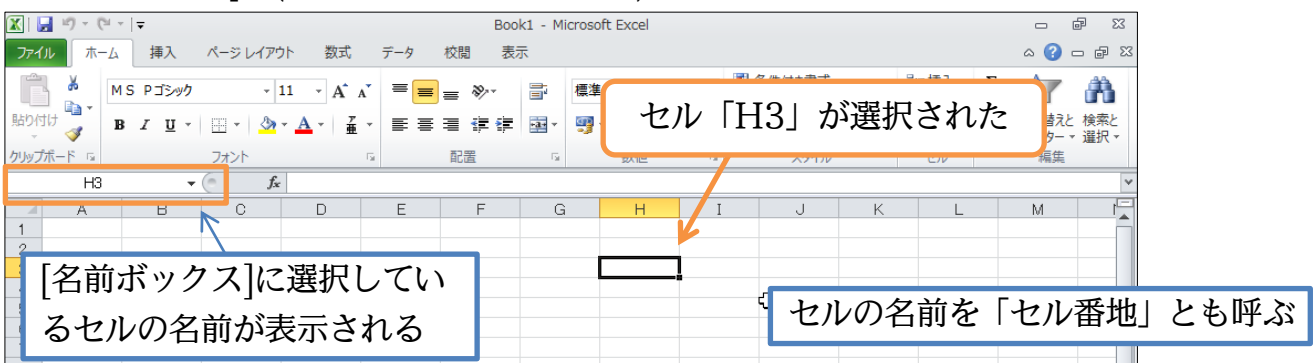 Book1 - Microsoft Excel
ファイル ホーム 挿入 ページ レイアウト 数式 データ 校閲 表示
MS Pゴシック 11
貼り付け
B I U
クリップボード フォント 配置
検索と
選択
編集
セル「H3」が選択された
H3 fx
A B C D E F G H I J K L M
1
2
[名前ボックス]に選択してい
るセルの名前が表示される
セルの名前を「セル番地」とも呼ぶ